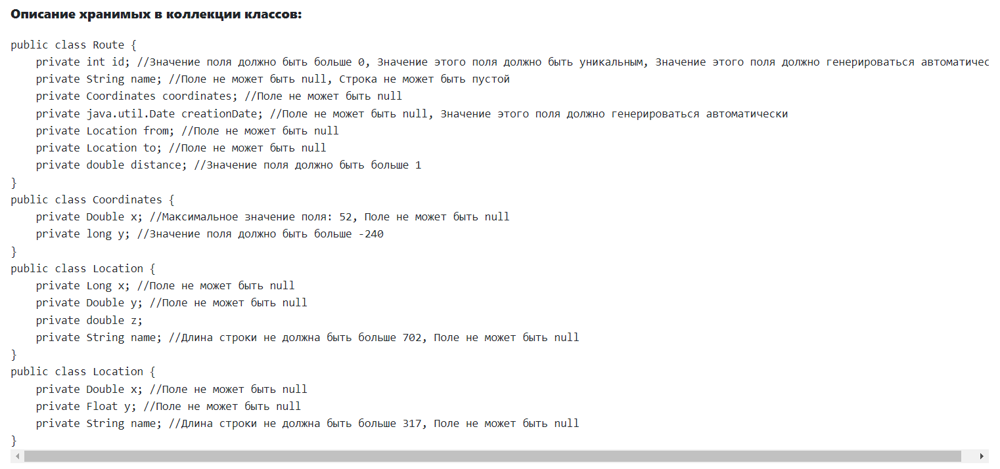 Описание хранимых в коллекции классов:
public class Route {
    private int id; //Значение поля должно быть больше 0, Значение этого поля должно быть уникальным, Значение этого поля должно генерироваться автоматичес
    private String name; //Поле не может быть null, Строка не может быть пустой
    private Coordinates coordinates; //Поле не может быть null
    private java.util.Date creationDate; //Поле не может быть null, Значение этого поля должно генерироваться автоматически
    private Location from; //Поле не может быть null
    private Location to; //Поле не может быть null
    private double distance; //Значение поля должно быть больше 1
}
public class Coordinates {
    private Double x; //Максимальное значение поля: 52, Поле не может быть null
    private long y; //Значение поля должно быть больше -240
}
public class Location {
    private Long x; //Поле не может быть null
    private Double y; //Поле не может быть null
    private double z;
    private String name; //Длина строки не должна быть больше 702, Поле не может быть null
}
public class Location {
    private Double x; //Поле не может быть null
    private Float y; //Поле не может быть null
    private String name; //Длина строки не должна быть больше 317, Поле не может быть null
}